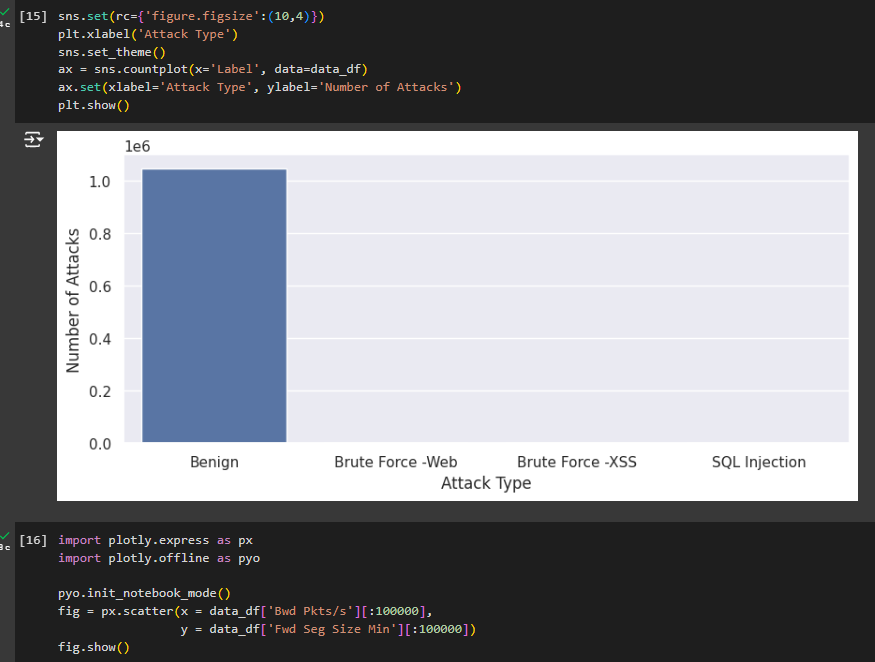 [15] sns.set(rc={'figure.figsize':(10,4)})
plt.xlabel('Attack Type')
sns.set_theme()
ax = sns.countplot(x='Label', data=data_df)
ax.set(xlabel='Attack Type', ylabel='Number of Attacks')
plt.show()
1e6
1.0
0.8
0.6
0.4
0.2
0.0
Number of Attacks
Benign Brute Force -Web Brute Force -XSS SQL Injection
Attack Type
[16] import plotly.express as px
import plotly.offline as pyo
pyo.init_notebook_mode()
fig = px.scatter(x = data_df['Bwd Pkts/s'][:100000],
y = data_df['Fwd Seg Size Min'][:100000])
fig.show()